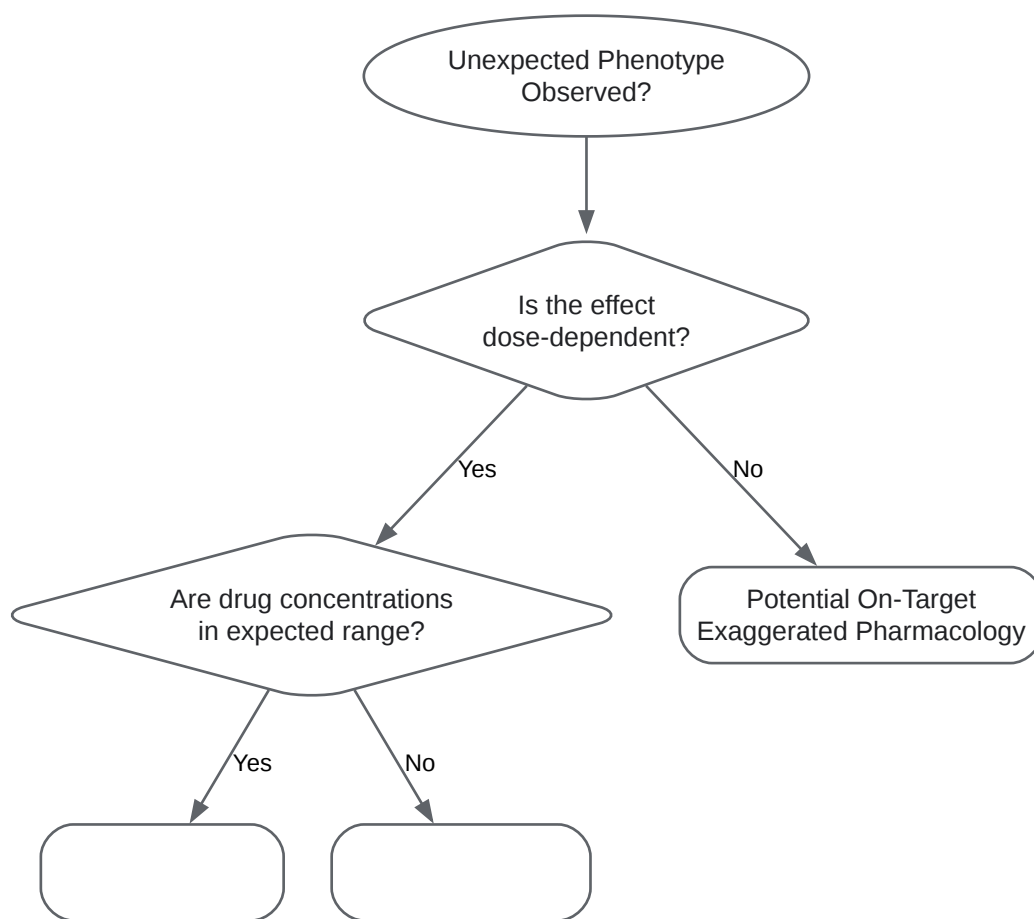 Unexpected Phenotype
Observed?
Is the effect
dose-dependent?
Yes
No
Are drug concentrations
in expected range?
Potential On-Target
Exaggerated Pharmacology
Yes
No